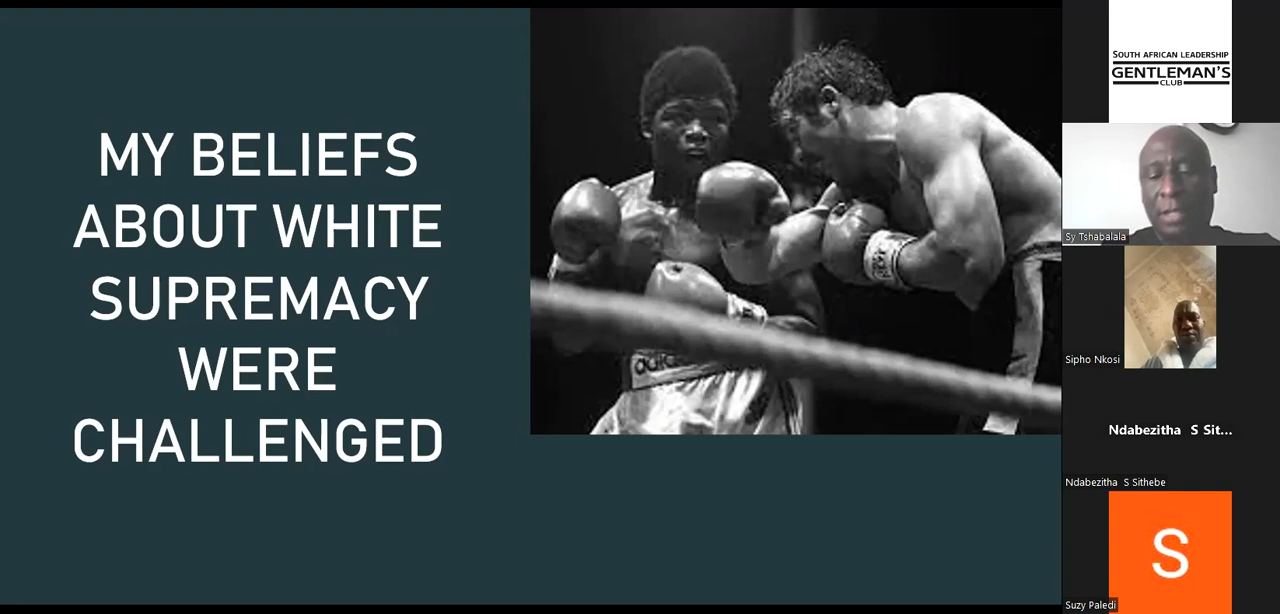 MY BELIEFS
ABOUT WHITE
SUPREMACY
WERE
CHALLENGED
adidas
SOUTH AFRICAN LEADERSHIP
GENTLEMAN'S
CLUB
Sy Tshabalala
Sipho Nkosi
Ndabezitha S Sit...
Ndabezitha S Sithebe
S
Suzy Paledi